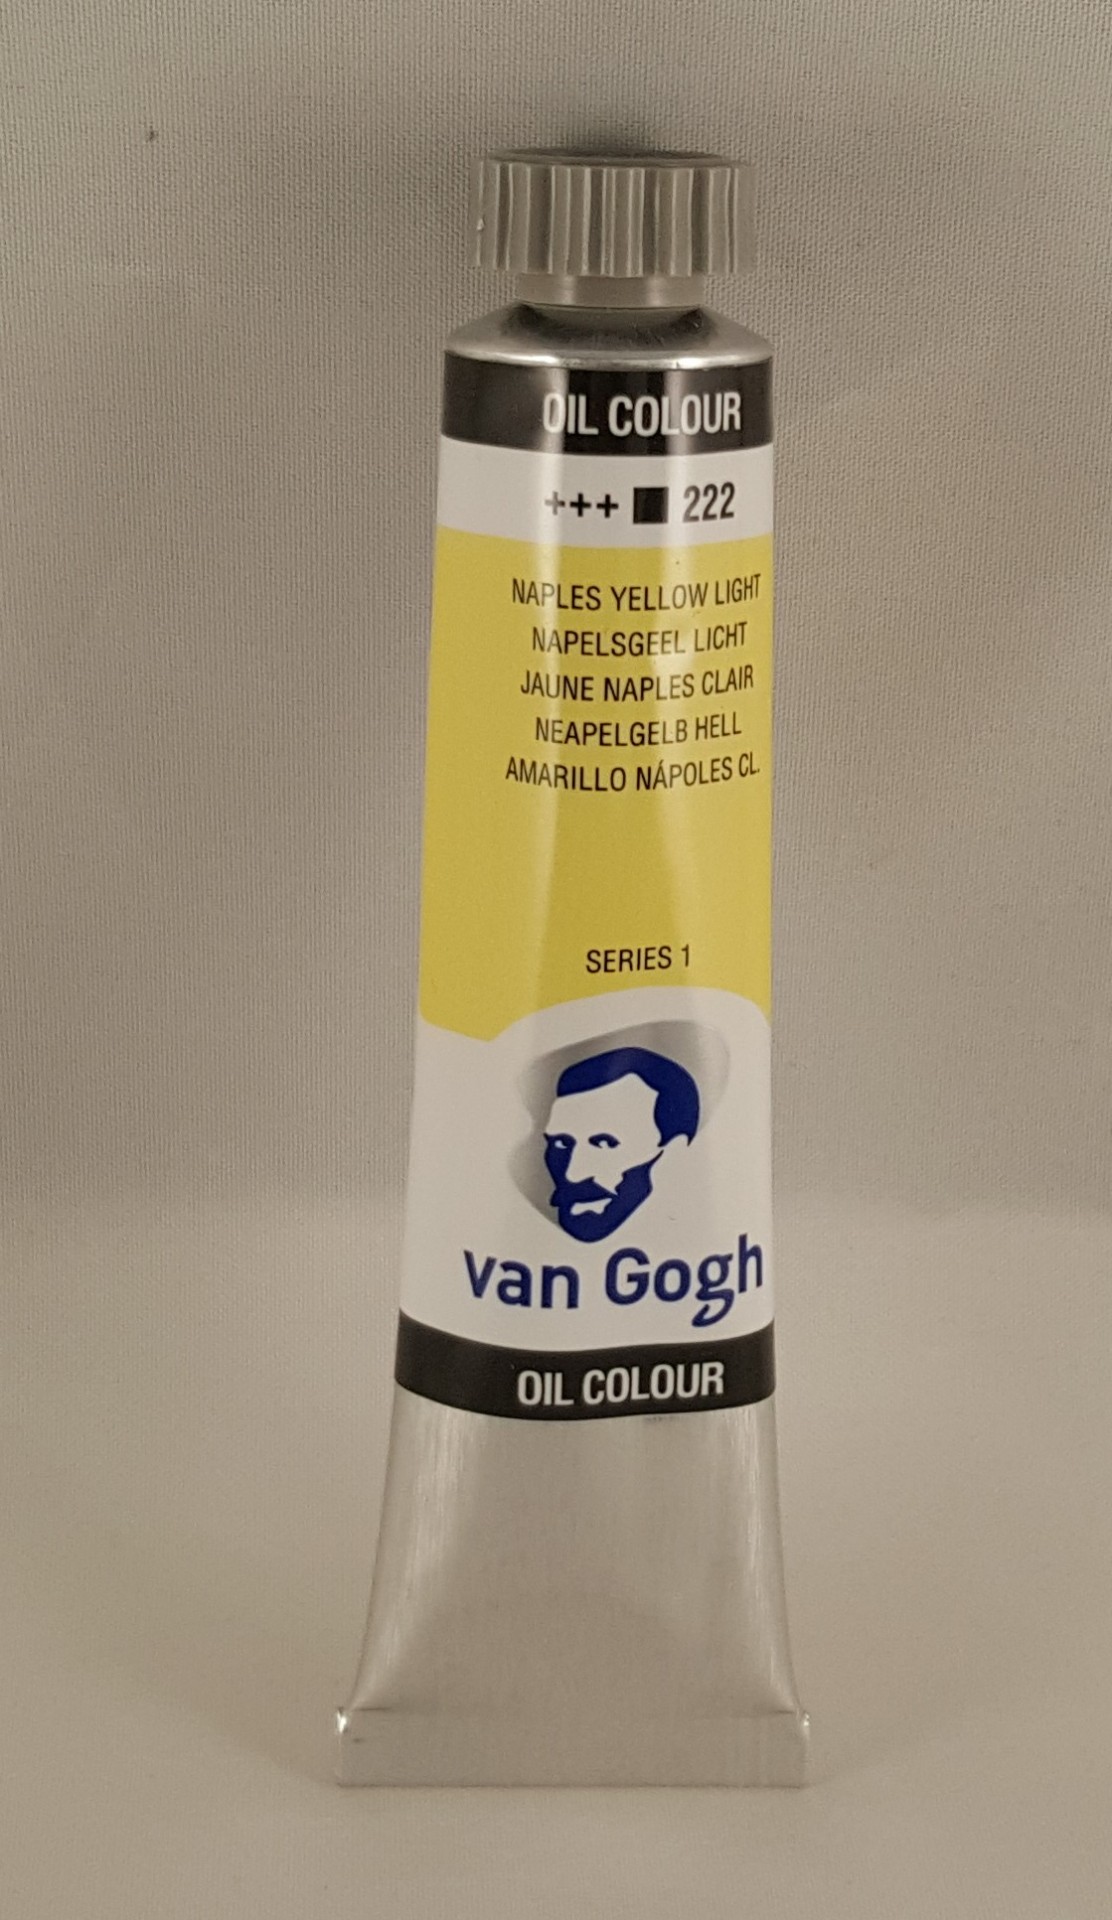 OIL COLOUR
+++ ■ 222
NAPLES YELLOW LIGHT
NAPELSGEEL LICHT
JAUNE NAPLES CLAIR
NEAPELGELB HELL
AMARILLO NÁPOLES CL.
SERIES 1
van Gogh
OIL COLOUR